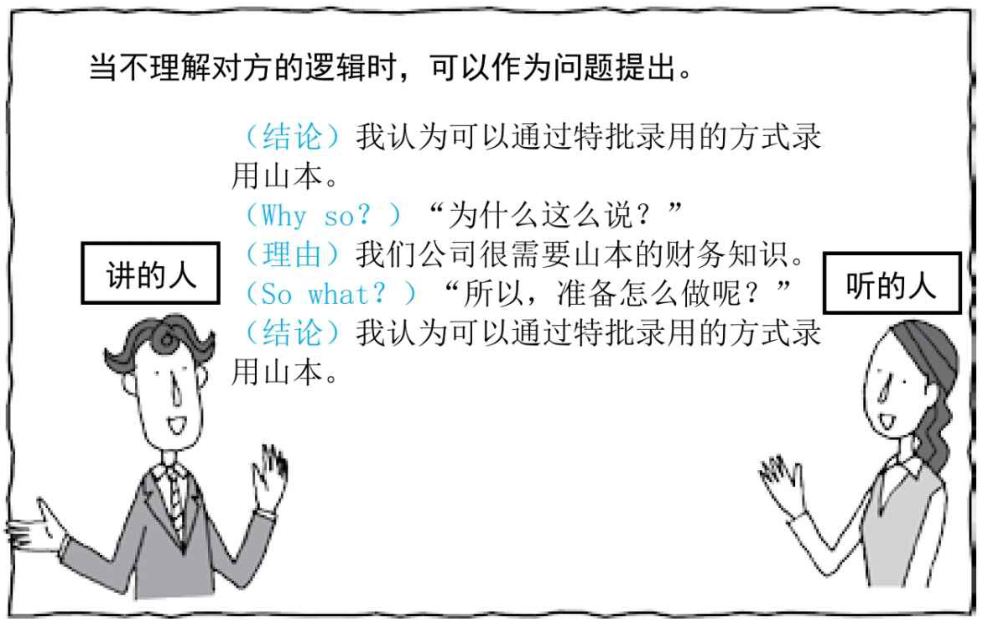 当不理解对方的逻辑时，可以作为问题提出。
（结论）我认为可以通过特批录用的方式录
用山本。
（Why so？）“为什么这么说？”
（理由）我们公司很需要山本的财务知识。
（So what？）“所以，准备怎么做呢？”
（结论）我认为可以通过特批录用的方式录
用山本。
讲的人
听的人